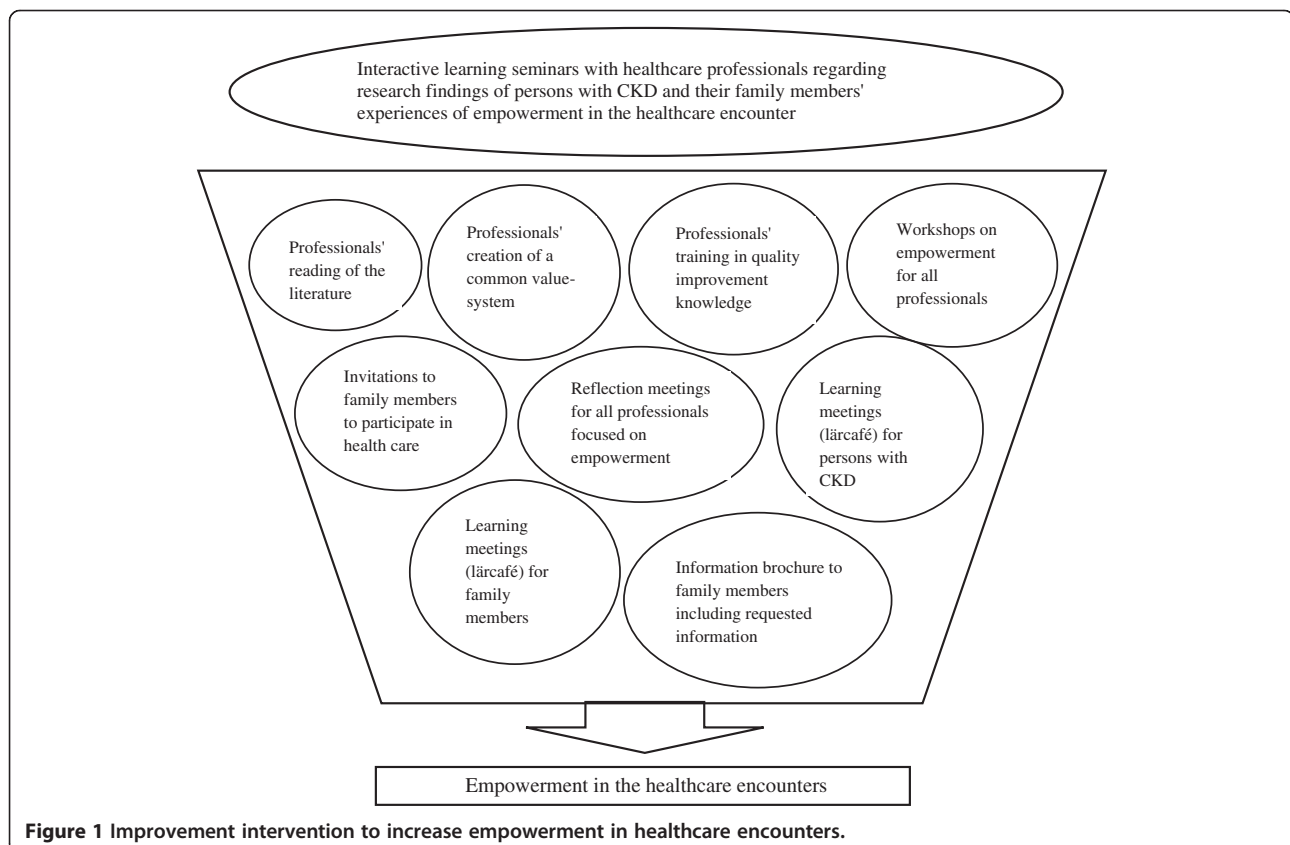 Interactive learning seminars with healthcare professionals regarding
research findings of persons with CKD and their family members'
experiences of empowerment in the healthcare encounter
Professionals'
reading of the
literature
Professionals'
creation of a
common value-
system
Professionals'
training in quality
improvement
knowledge
Workshops on
empowerment
for all
professionals
Invitations to
family members
to participate in
health care
Reflection meetings
for all professionals
focused on
empowerment
Learning
meetings
(lärcafé) for
persons with
CKD
Learning
meetings
(lärcafé) for
family
members
Information brochure to
family members
including requested
information
Empowerment in the healthcare encounters
Figure 1 Improvement intervention to increase empowerment in healthcare encounters.